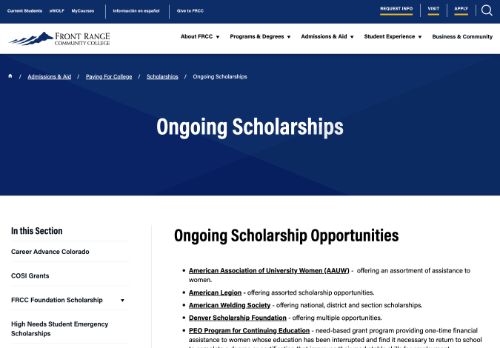 Current Students eWOLF MyCourses Información en español Give to FRCC REQUEST INFO VISIT APPLY
FRONT RANGE
COMMUNITY COLLEGE
About FRCC Programs & Degrees Admissions & Aid Student Experience Business & Community
/ Admissions & Aid / Paying For College / Scholarships / Ongoing Scholarships
Ongoing Scholarships
In this Section
Career Advance Colorado
COSI Grants
FRCC Foundation Scholarship
High Needs Student Emergency
Scholarships
Ongoing Scholarship Opportunities
American Association of University Women (AAUW) - offering an assortment of assistance to
women.
American Legion - offering assorted scholarship opportunities.
American Welding Society - offering national, district and section scholarships.
Denver Scholarship Foundation - offering multiple opportunities.
PEO Program for Continuing Education - need-based grant program providing one-time financial
assistance to women whose education has been interrupted and find it necessary to return to school